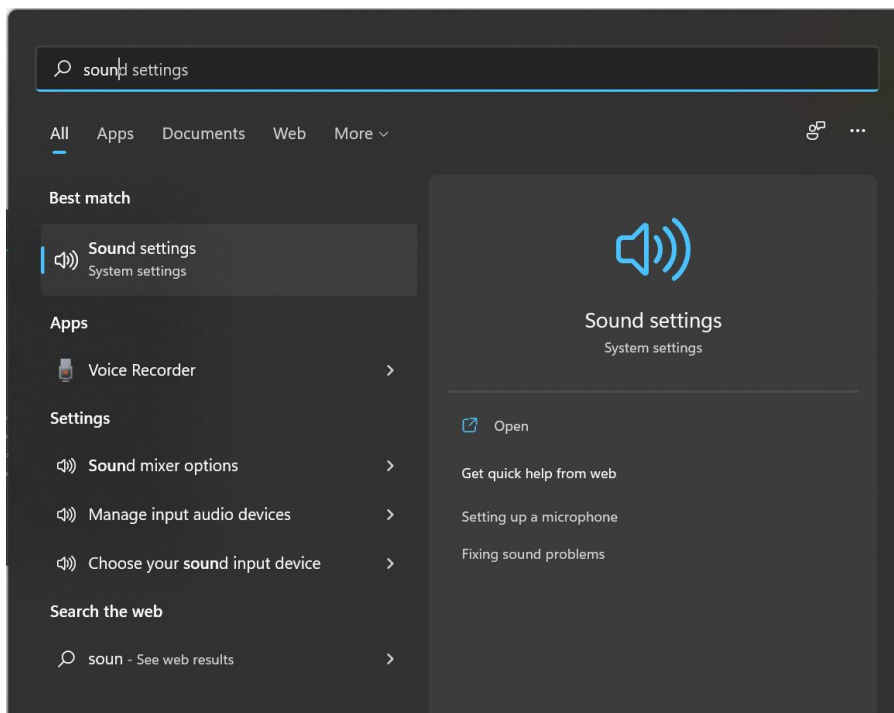 sound settings
All Apps Documents Web More
Best match
Sound settings
System settings
Apps
Voice Recorder
Settings
Sound mixer options
Manage input audio devices
Choose your sound input device
Search the web
soun - See web results
Sound settings
System settings
Open
Get quick help from web
Setting up a microphone
Fixing sound problems